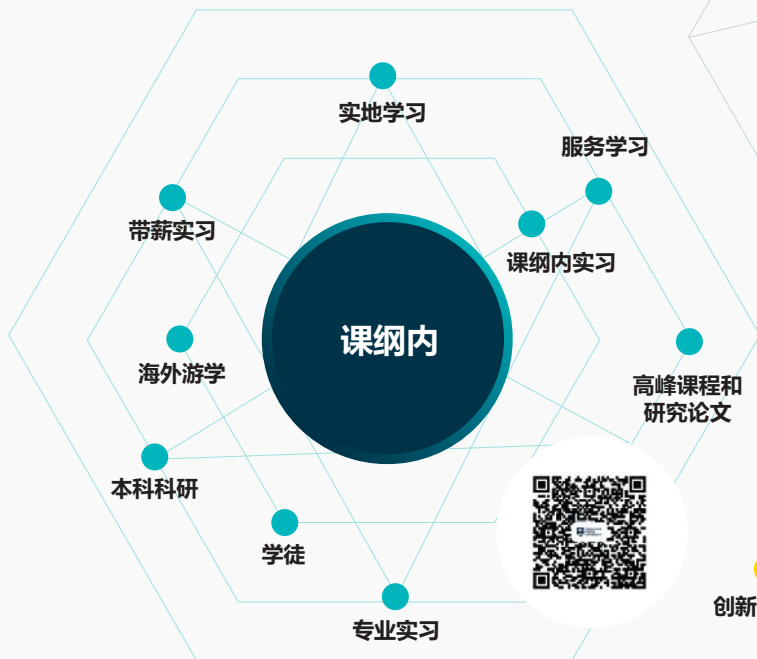 实地学习
服务学习
带薪实习
课纲内实习
课纲内
海外游学
高峰课程和
研究论文
本科科研
学徒
创新
专业实习